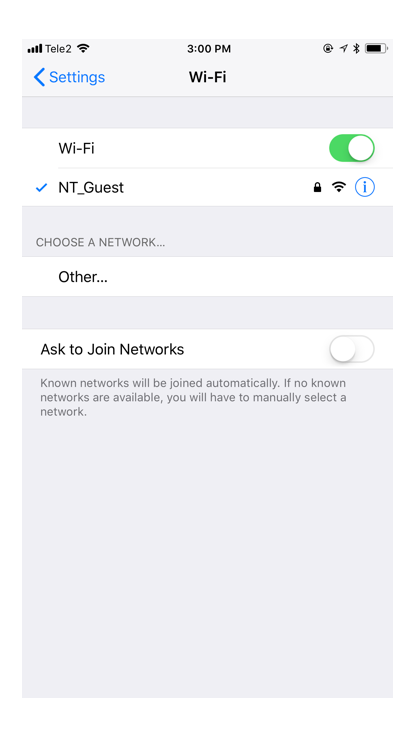 Tele2 3:00 PM
Settings Wi-Fi
Wi-Fi
NT_Guest
CHOOSE A NETWORK...
Other...
Ask to Join Networks
Known networks will be joined automatically. If no known
networks are available, you will have to manually select a
network.